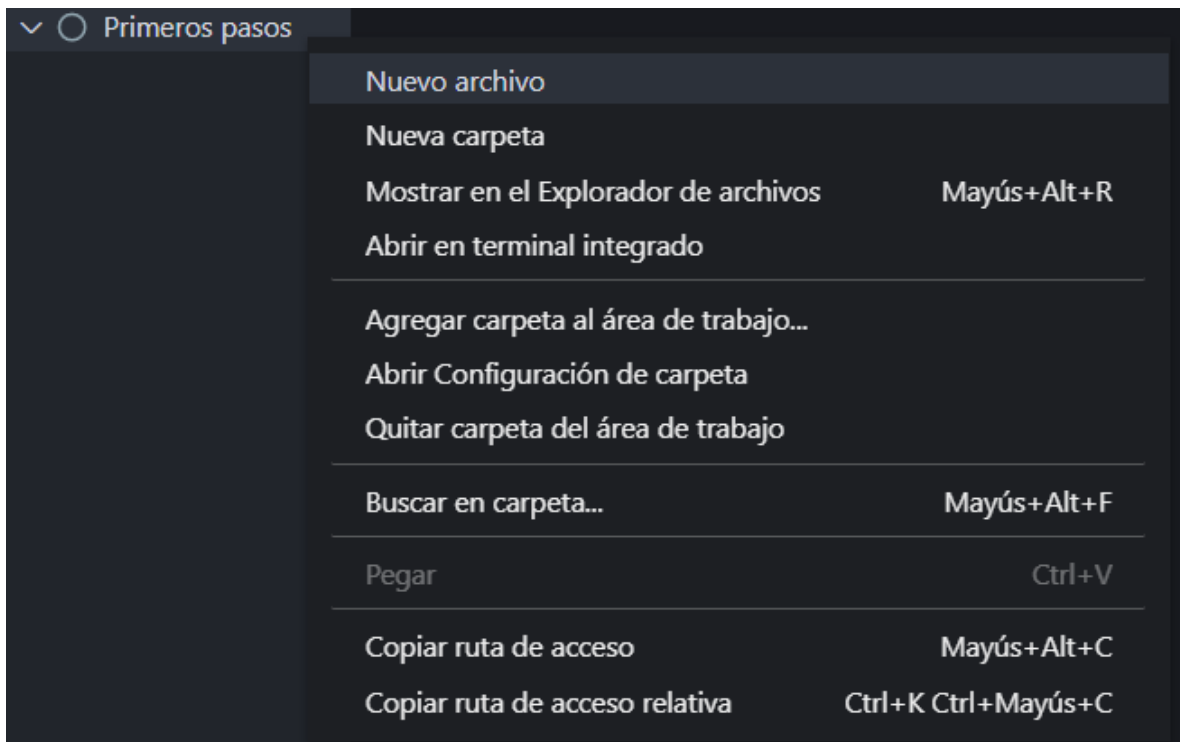 Primeros pasos
Nuevo archivo
Nueva carpeta
Mostrar en el Explorador de archivos Mayús+Alt+R
Abrir en terminal integrado
Agregar carpeta al área de trabajo...
Abrir Configuración de carpeta
Quitar carpeta del área de trabajo
Buscar en carpeta... Mayús+Alt+F
Pegar Ctrl+V
Copiar ruta de acceso Mayús+Alt+C
Copiar ruta de acceso relativa Ctrl+K Ctrl+Mayús+C